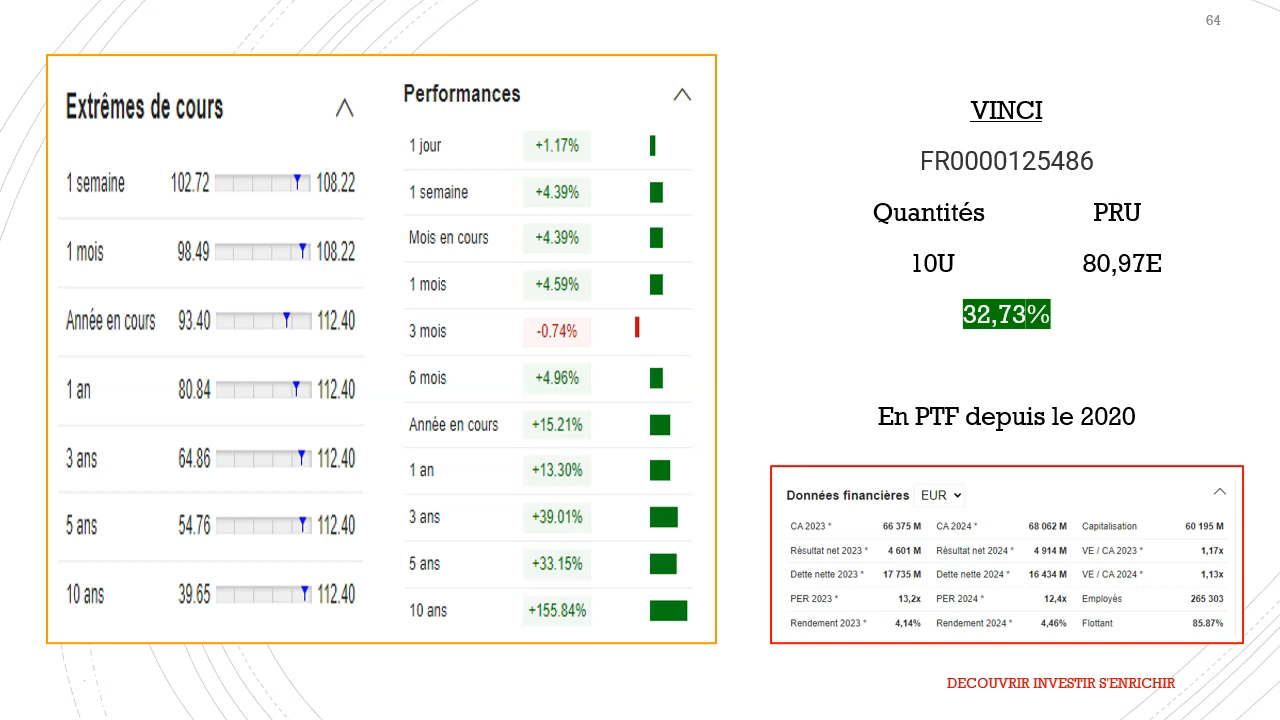 64
Extrêmes de cours
1 semaine 102.72 108.22
1 mois 98.49 108.22
Année en cours 93.40 112.40
1 an 80.84 112.40
3 ans 64.86 112.40
5 ans 54.76 112.40
10 ans 39.65 112.40
Performances
1 jour +1.17%
1 semaine +4.39%
Mois en cours +4.39%
1 mois +4.59%
3 mois -0.74%
6 mois +4.96%
Année en cours +15.21%
1 an +13.30%
3 ans +39.01%
5 ans +33.15%
10 ans +155.84%
VINCI
FR0000125486
Quantités PRU
10U 80,97E
32,73%
En PTF depuis le 2020
Données financières EUR
CA 2023 * 66 375 M CA 2024 * 68 062 M Capitalisation 60 195 M
Résultat net 2023 * 4 601 M Résultat net 2024 * 4 914 M VE / CA 2023 * 1,17x
Dette nette 2023 * 17 735 M Dette nette 2024 * 16 434 M VE / CA 2024 * 1,13x
PER 2023 * 13,2x PER 2024 * 12,4x Employés 265 303
Rendement 2023 * 4,14% Rendement 2024 * 4,46% Flottant 85.87%
DECOUVRIR INVESTIR S'ENRICHIR